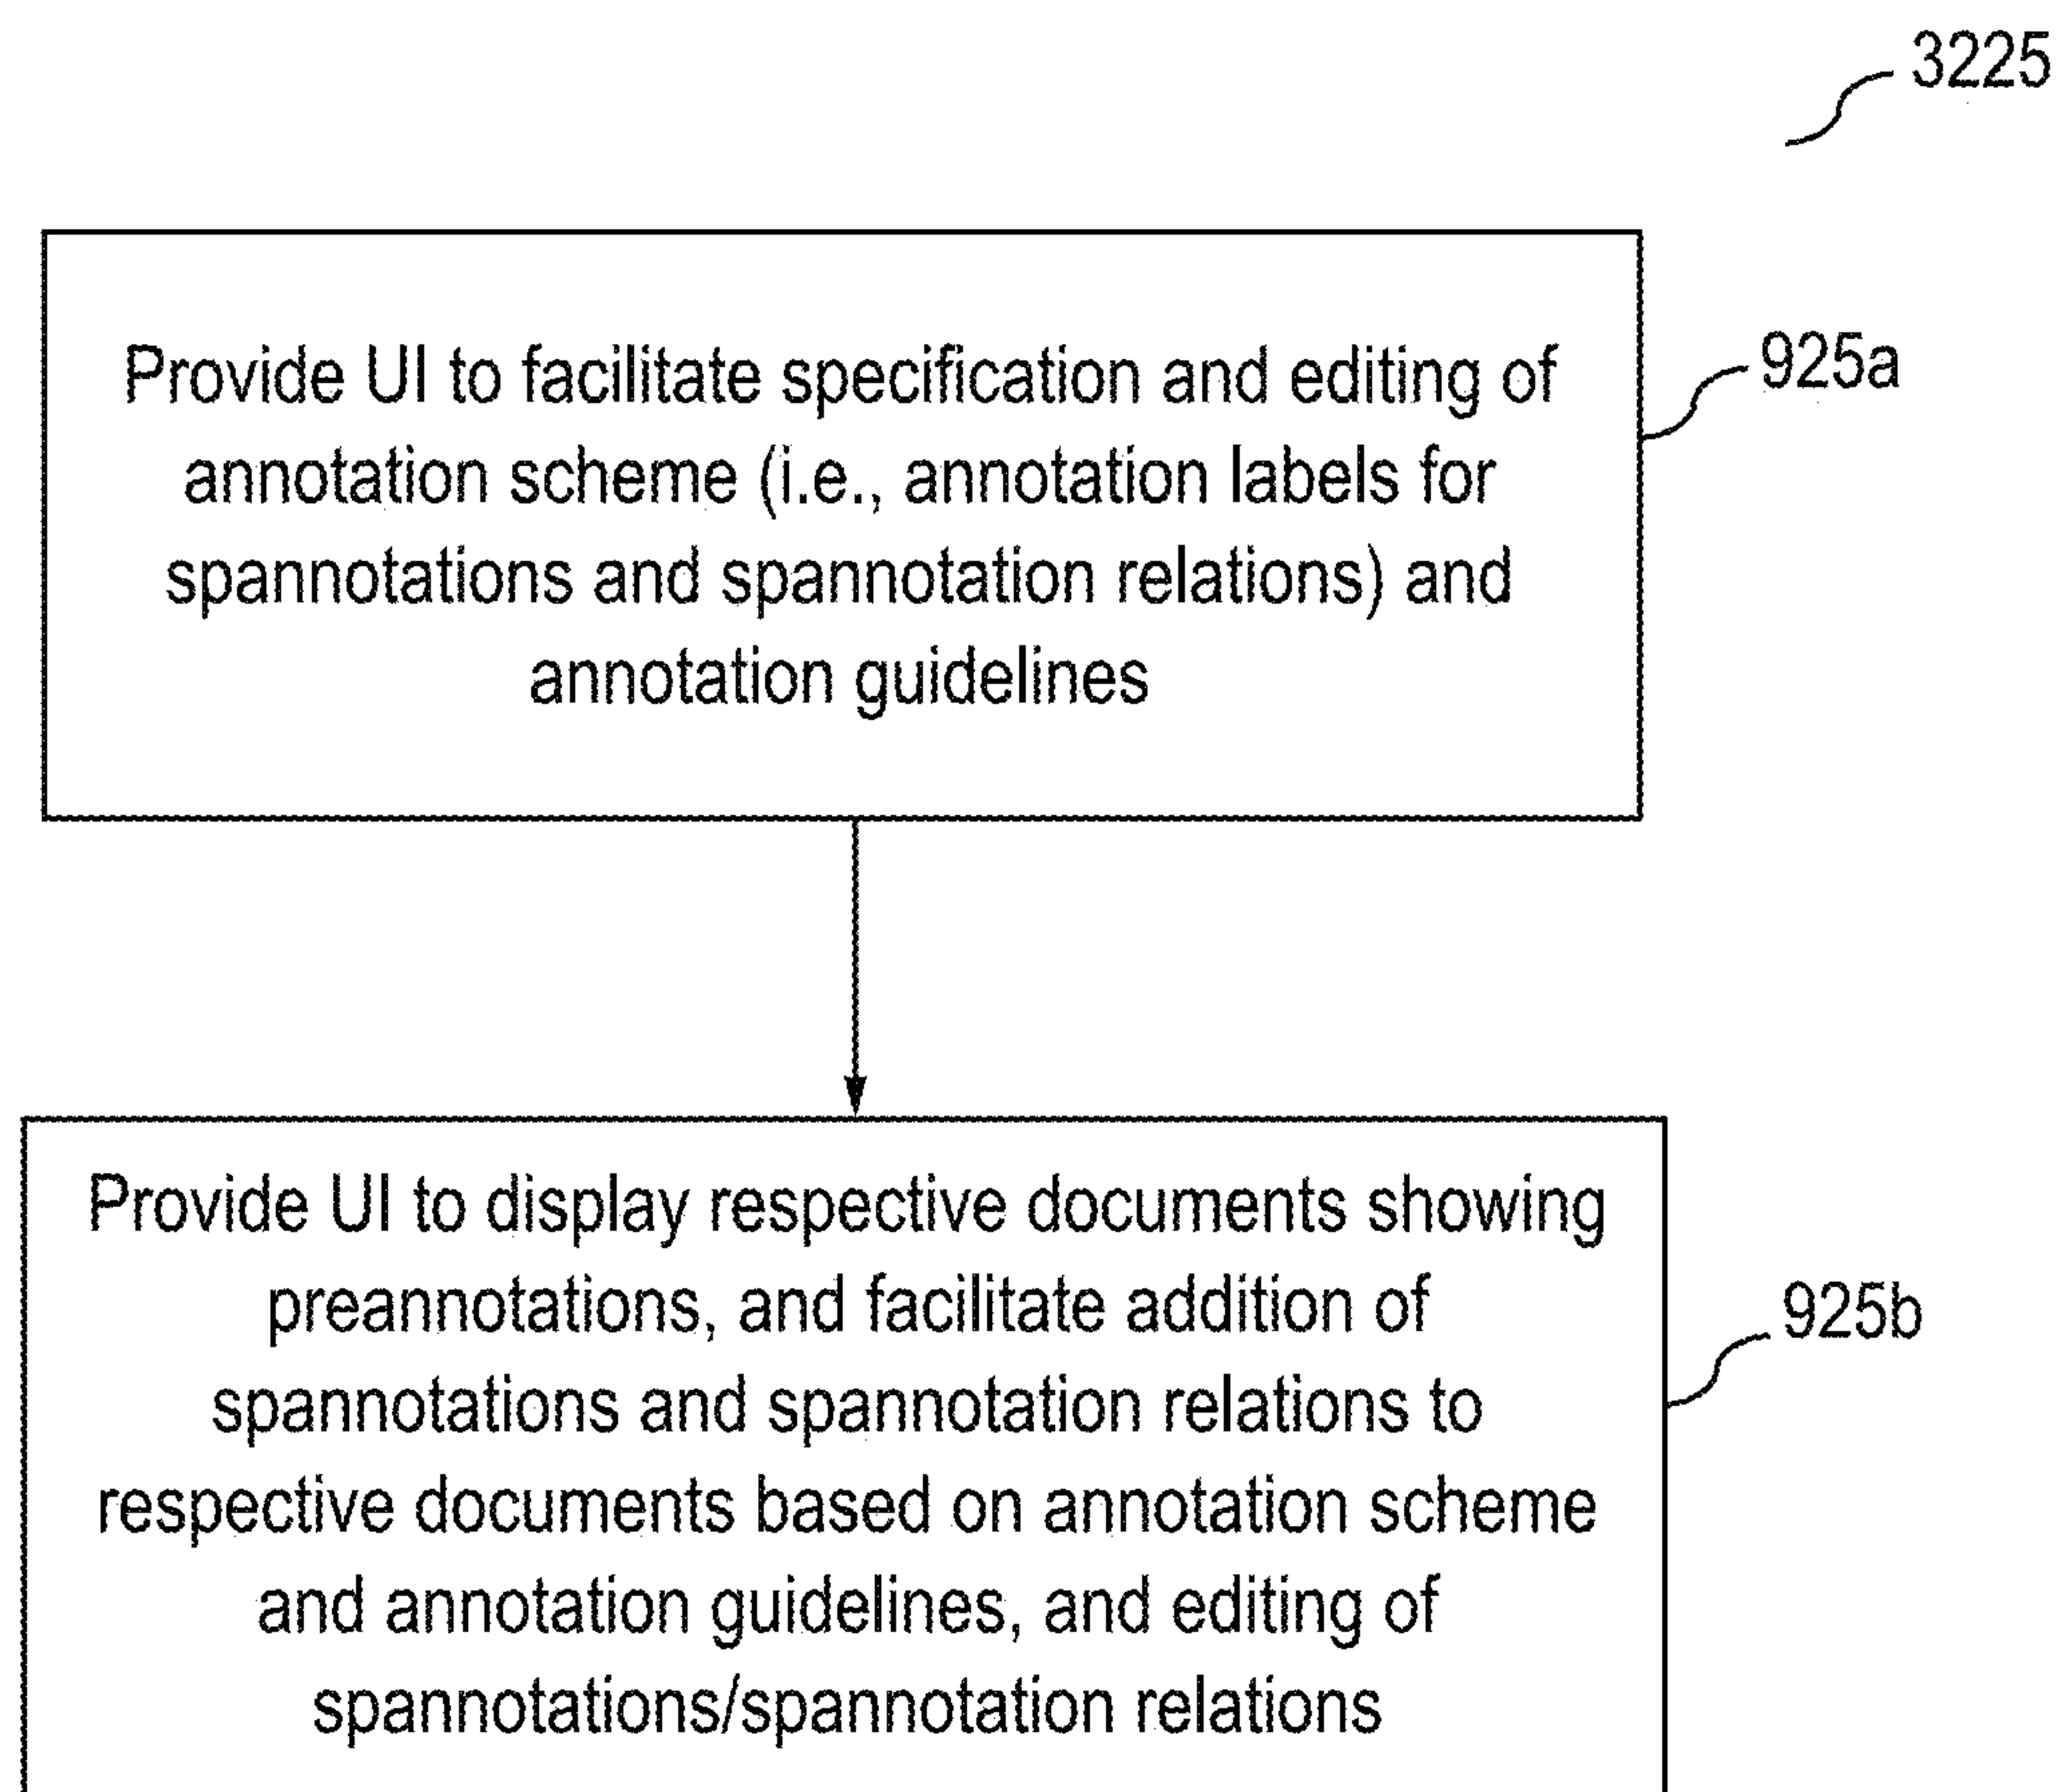 3225
Provide UI to facilitate specification and editing of
annotation scheme (i.e., annotation labels for
spannotations and spannotation relations) and
annotation guidelines
925a
Provide UI to display respective documents showing
preannotations, and facilitate addition of
spannotations and spannotation relations to
respective documents based on annotation scheme
and annotation guidelines, and editing of
spannotations/spannotation relations
925b